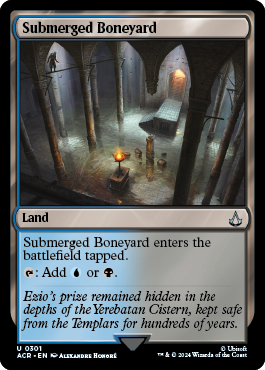 Submerged Boneyard
Land
Submerged Boneyard enters the
battlefield tapped.
: Add or .
Ezio's prize remained hidden in the
depths of the Yerebatan Cistern, kept safe
from the Templars for hundreds of years.
U 0301
ACR • EN Alexandre Honoré
© Ubisoft
™ & © 2024 Wizards of the Coast